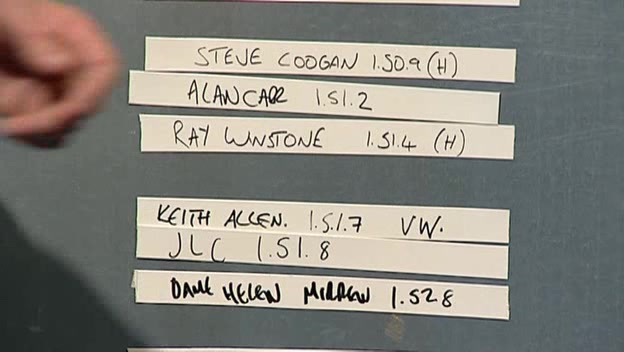 STEVE COOGAN 1.50.9 (H)
ALAN CARR 1.51.2
RAY WINSTONE 1.51.4 (H)
KEITH ALLEN. 1.51.7 VW.
JLC 1.51.8
DAME HELEN MIRREN 1.52.8